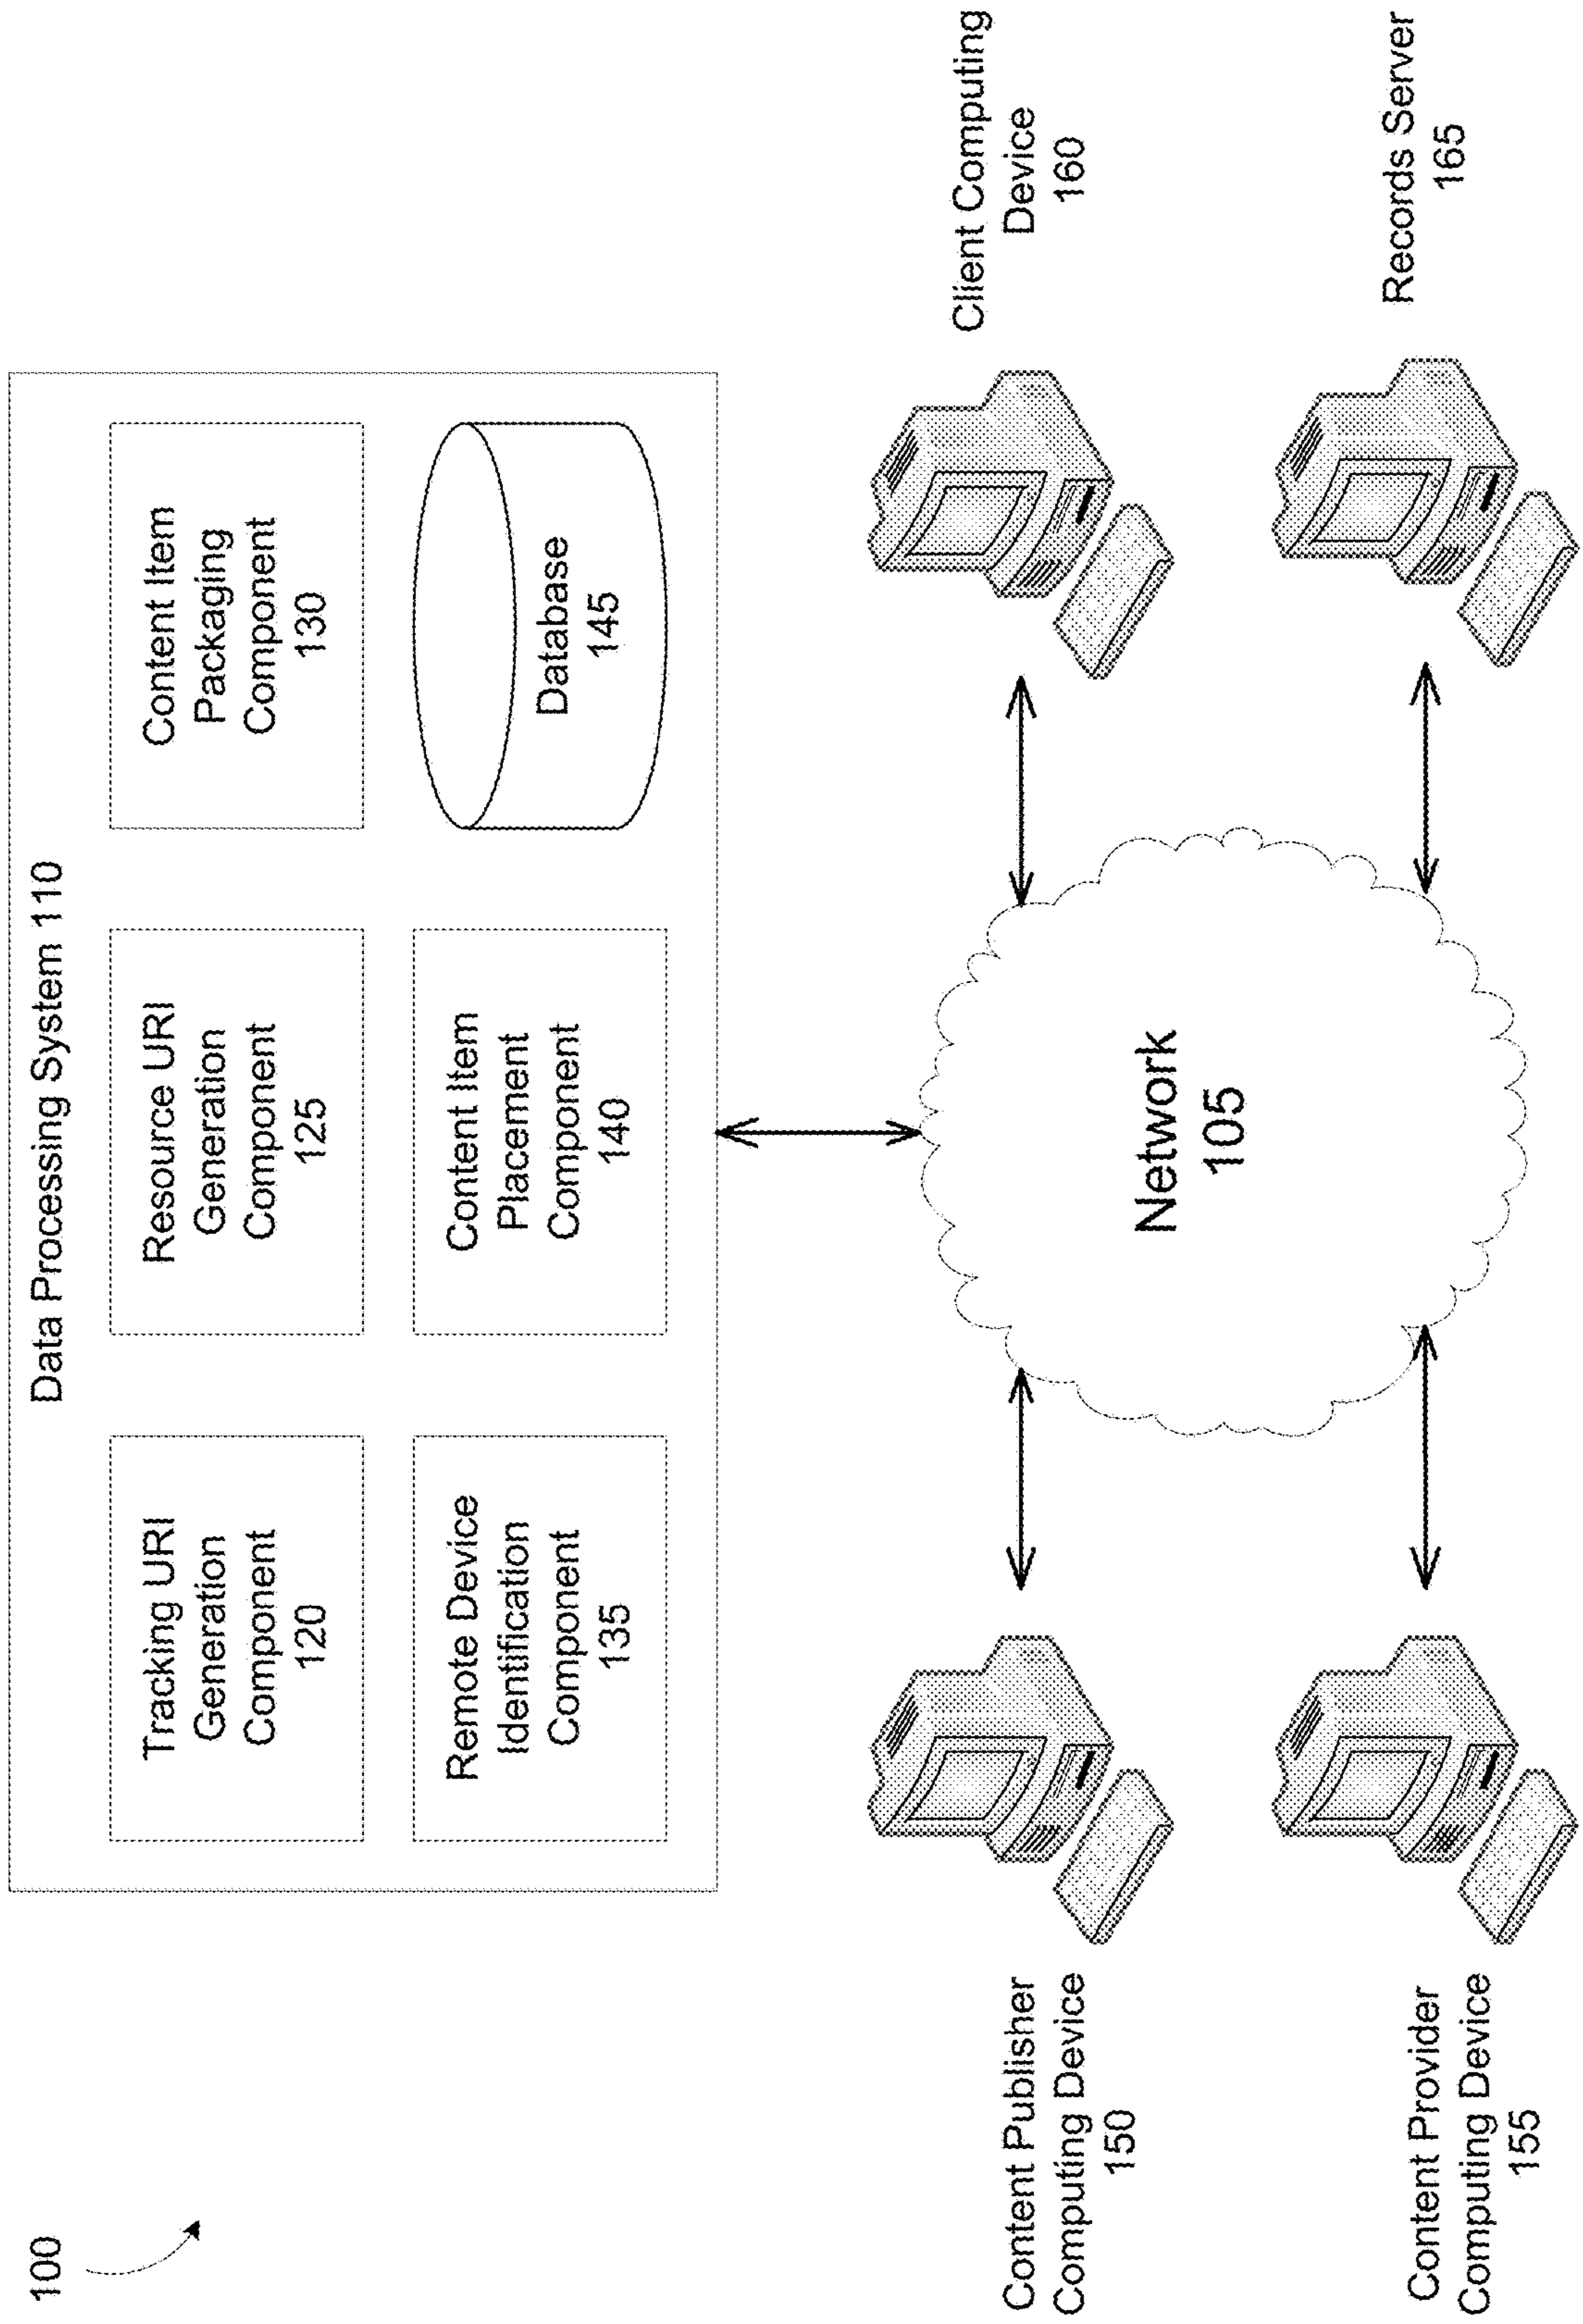 100
Data Processing System 110
Tracking URI
Generation
Component
120
Resource URI
Generation
Component
125
Content Item
Packaging
Component
130
Remote Device
Identification
Component
135
Content Item
Placement
Component
140
Database
145
Content Publisher
Computing Device
150
Network
105
Client Computing
Device
160
Content Provider
Computing Device
155
Records Server
165